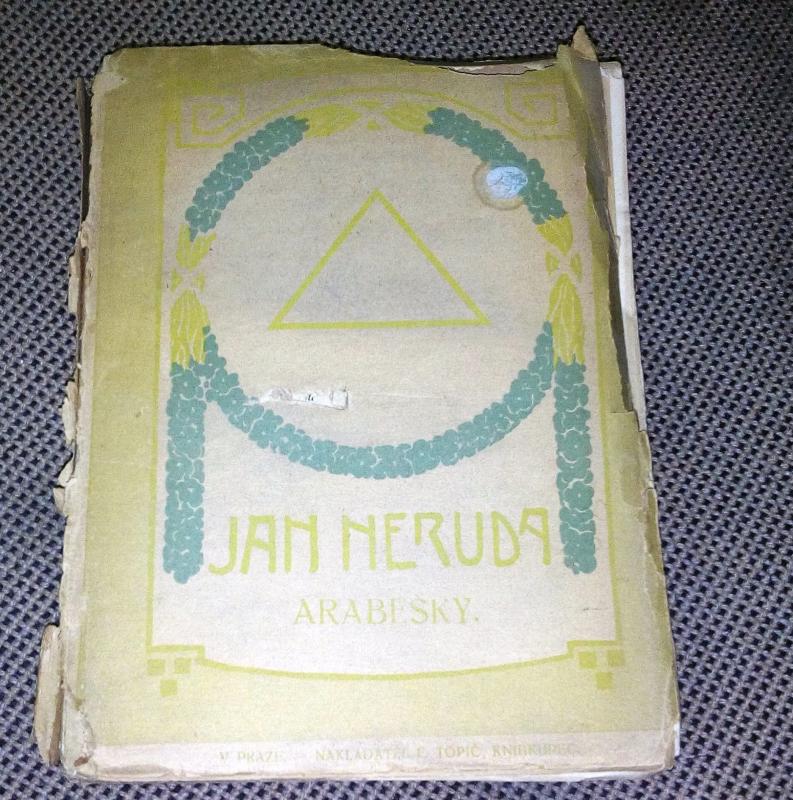 JAN NERUDA
ARABESKY.
V PRAZE. NAKLADATEL F. TOPIČ, KNIHKUPEC.